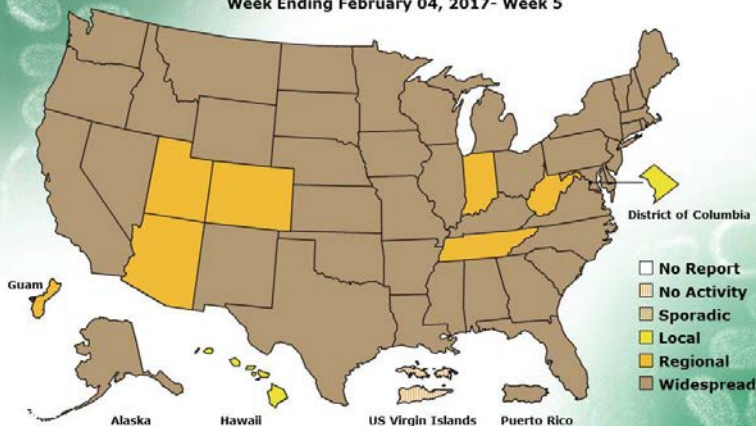 Week Ending February 04, 2017- Week 5
District of Columbia
No Report
No Activity
Sporadic
Local
Regional
Widespread
Guam
Alaska
Hawaii
US Virgin Islands
Puerto Rico